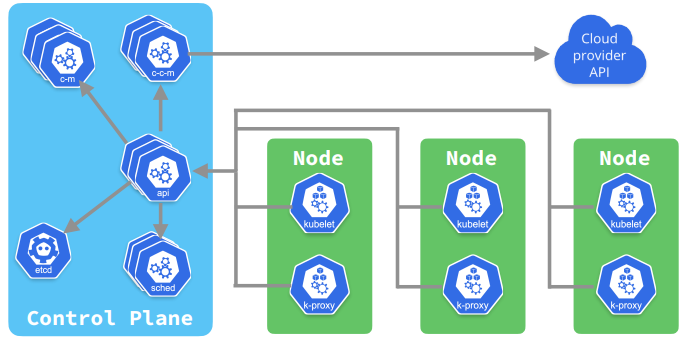 c-m
c-c-m
Cloud
provider
API
api
etcd
sched
Control Plane
Node
kubelet
k-proxy
Node
kubelet
k-proxy
Node
kubelet
k-proxy